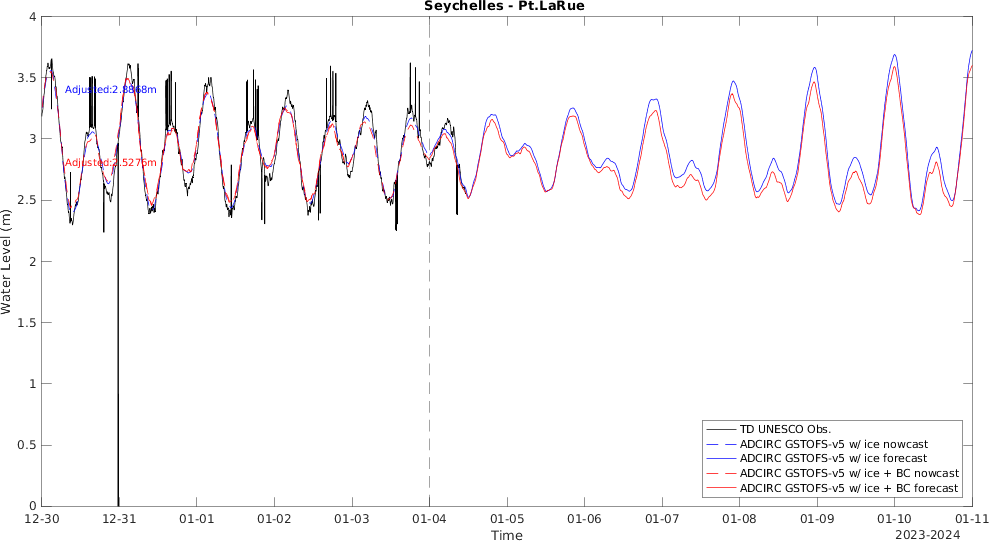 Seychelles - Pt.LaRue
4
3.5
3
2.5
2
1.5
1
0.5
0
Water Level (m)
Adjusted:2.8868m
Adjusted:2.5276m
TD UNESCO Obs.
ADCIRC GSTOFS-v5 w/ ice nowcast
ADCIRC GSTOFS-v5 w/ ice forecast
ADCIRC GSTOFS-v5 w/ ice + BC nowcast
ADCIRC GSTOFS-v5 w/ ice + BC forecast
12-30 12-31 01-01 01-02 01-03 01-04 01-05 01-06 01-07 01-08 01-09 01-10 01-11
Time
2023-2024